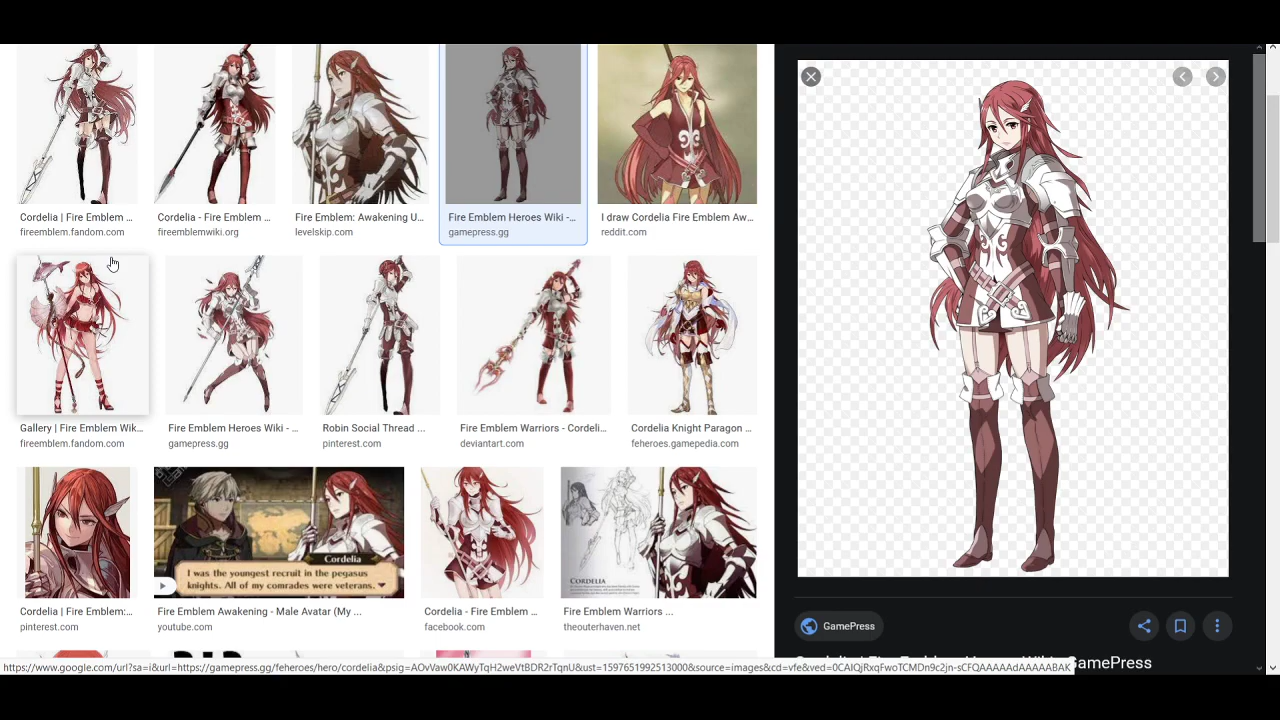 Cordelia | Fire Emblem ...
fireemblem.fandom.com
Cordelia - Fire Emblem ...
fireemblemwiki.org
Fire Emblem: Awakening U...
levelskip.com
Fire Emblem Heroes Wiki -...
gamepress.gg
I draw Cordelia Fire Emblem Aw...
reddit.com
Gallery | Fire Emblem Wik...
fireemblem.fandom.com
Fire Emblem Heroes Wiki - ...
gamepress.gg
Robin Social Thread ...
pinterest.com
Fire Emblem Warriors - Cordeli...
deviantart.com
Cordelia Knight Paragon ...
feheroes.gamepedia.com
Cordelia
I was the youngest recruit in the pegasus
knights. All of my comrades were veterans.
CORDELIA
Cordelia | Fire Emblem:...
pinterest.com
Fire Emblem Awakening - Male Avatar (My ...
youtube.com
Cordelia - Fire Emblem ...
facebook.com
Fire Emblem Warriors ...
theouterhaven.net
GamePress
https://www.google.com/url?sa=i&url=https://gamepress.gg/feheroes/hero/cordelia&psig=AOvVaw0KAWyTqH2weVtBDR2rTqnU&ust=1597651992513000&source=images&cd=vfe&ved=0CAIQjRxqFwoTCMDn9c2jn-sCFQAAAAAdAAAAABAK
GamePress